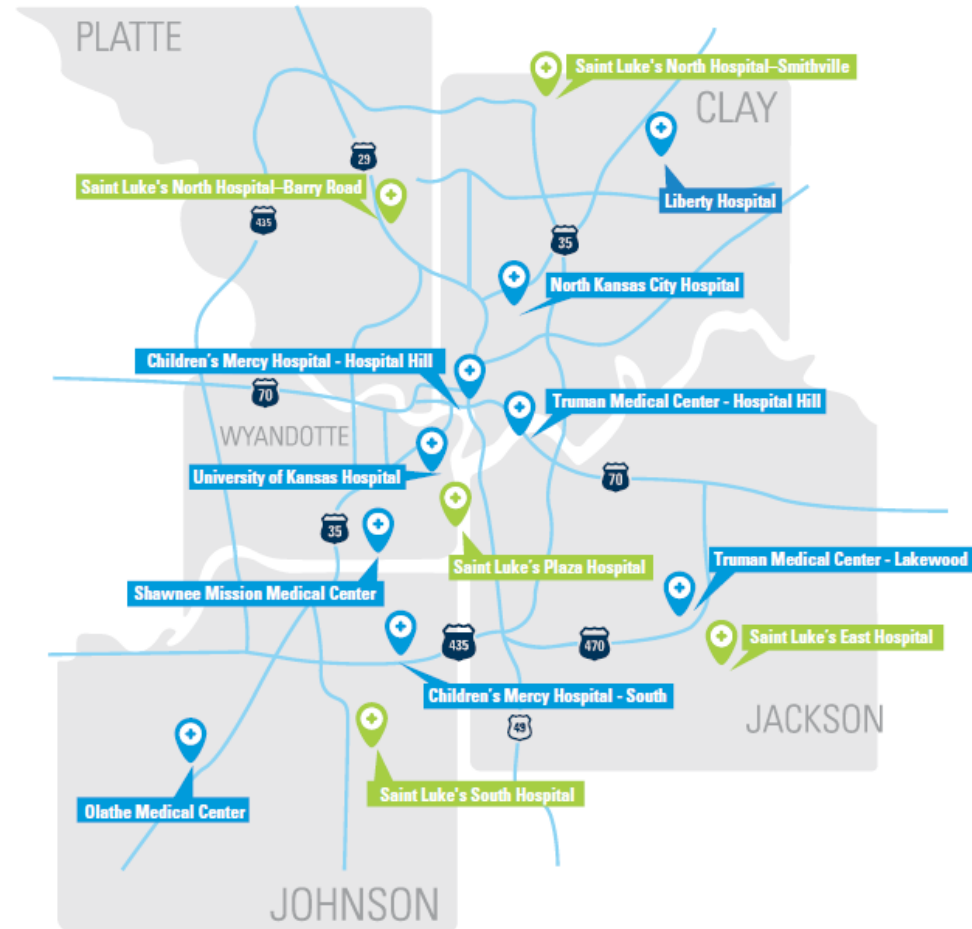 PLATTE
Saint Luke's North Hospital–Smithville
CLAY
29
Saint Luke's North Hospital–Barry Road
Liberty Hospital
435
35
North Kansas City Hospital
Children's Mercy Hospital - Hospital Hill
70
Truman Medical Center - Hospital Hill
WYANDOTTE
University of Kansas Hospital
70
35
Saint Luke's Plaza Hospital
Truman Medical Center - Lakewood
Shawnee Mission Medical Center
435
470
Saint Luke's East Hospital
Children's Mercy Hospital - South
JACKSON
49
Saint Luke's South Hospital
Olathe Medical Center
JOHNSON